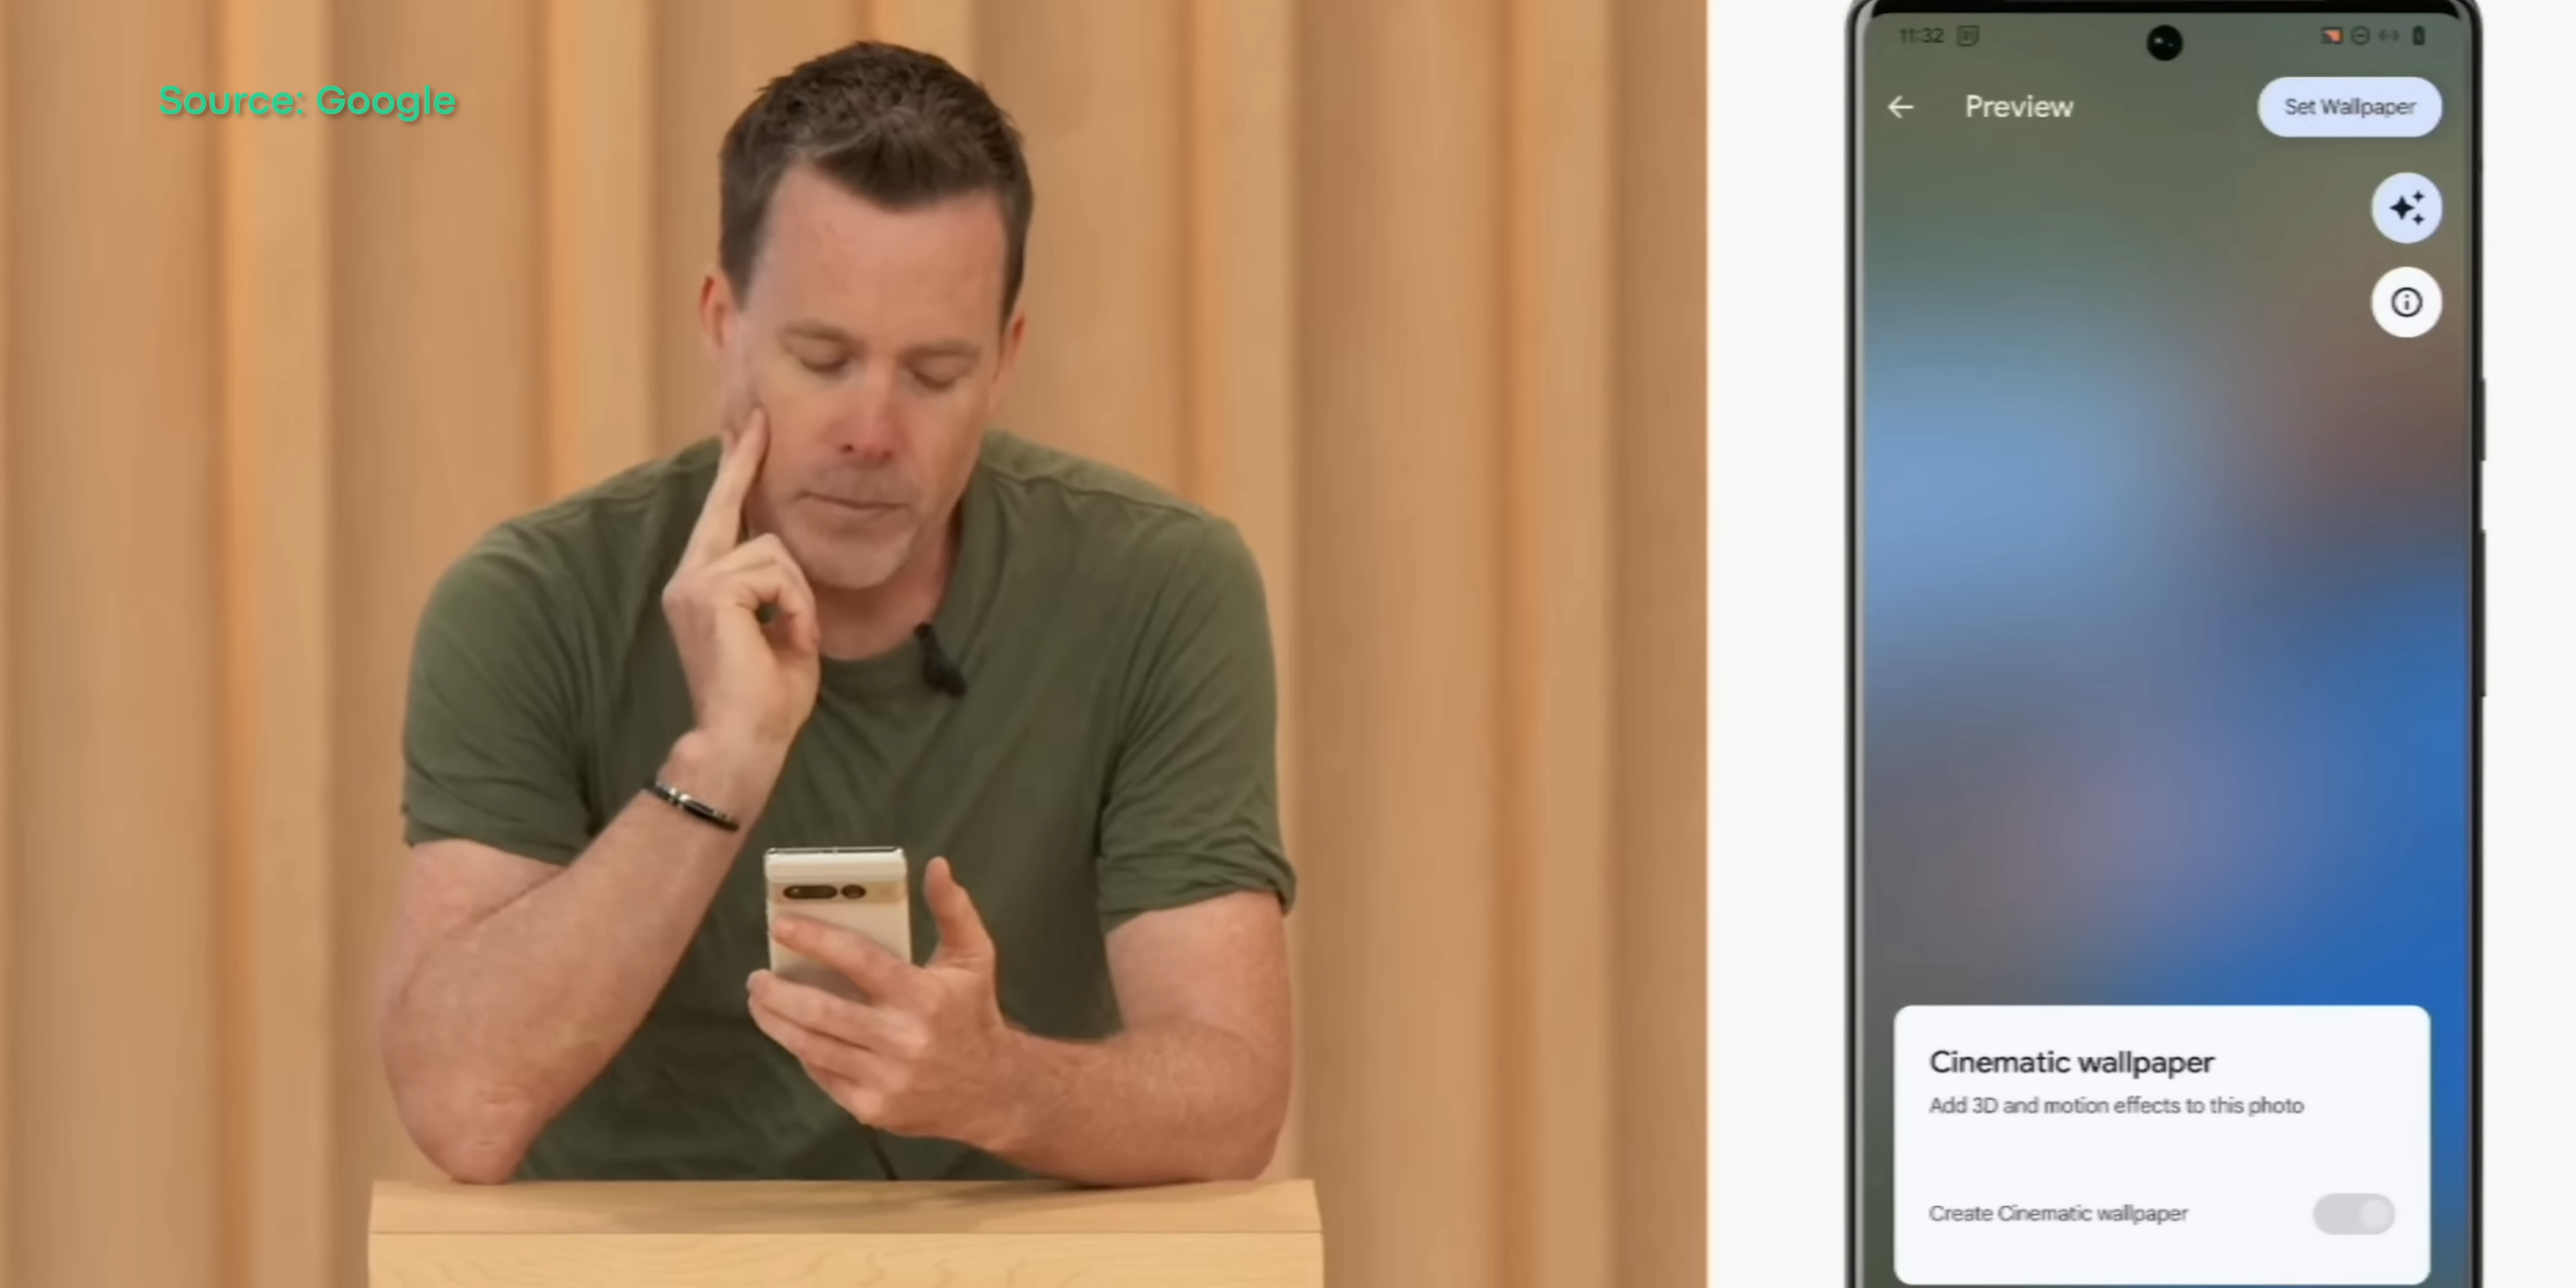 Source: Google
11:32
Preview
Set Wallpaper
Cinematic wallpaper
Add 3D and motion effects to this photo
Create Cinematic wallpaper